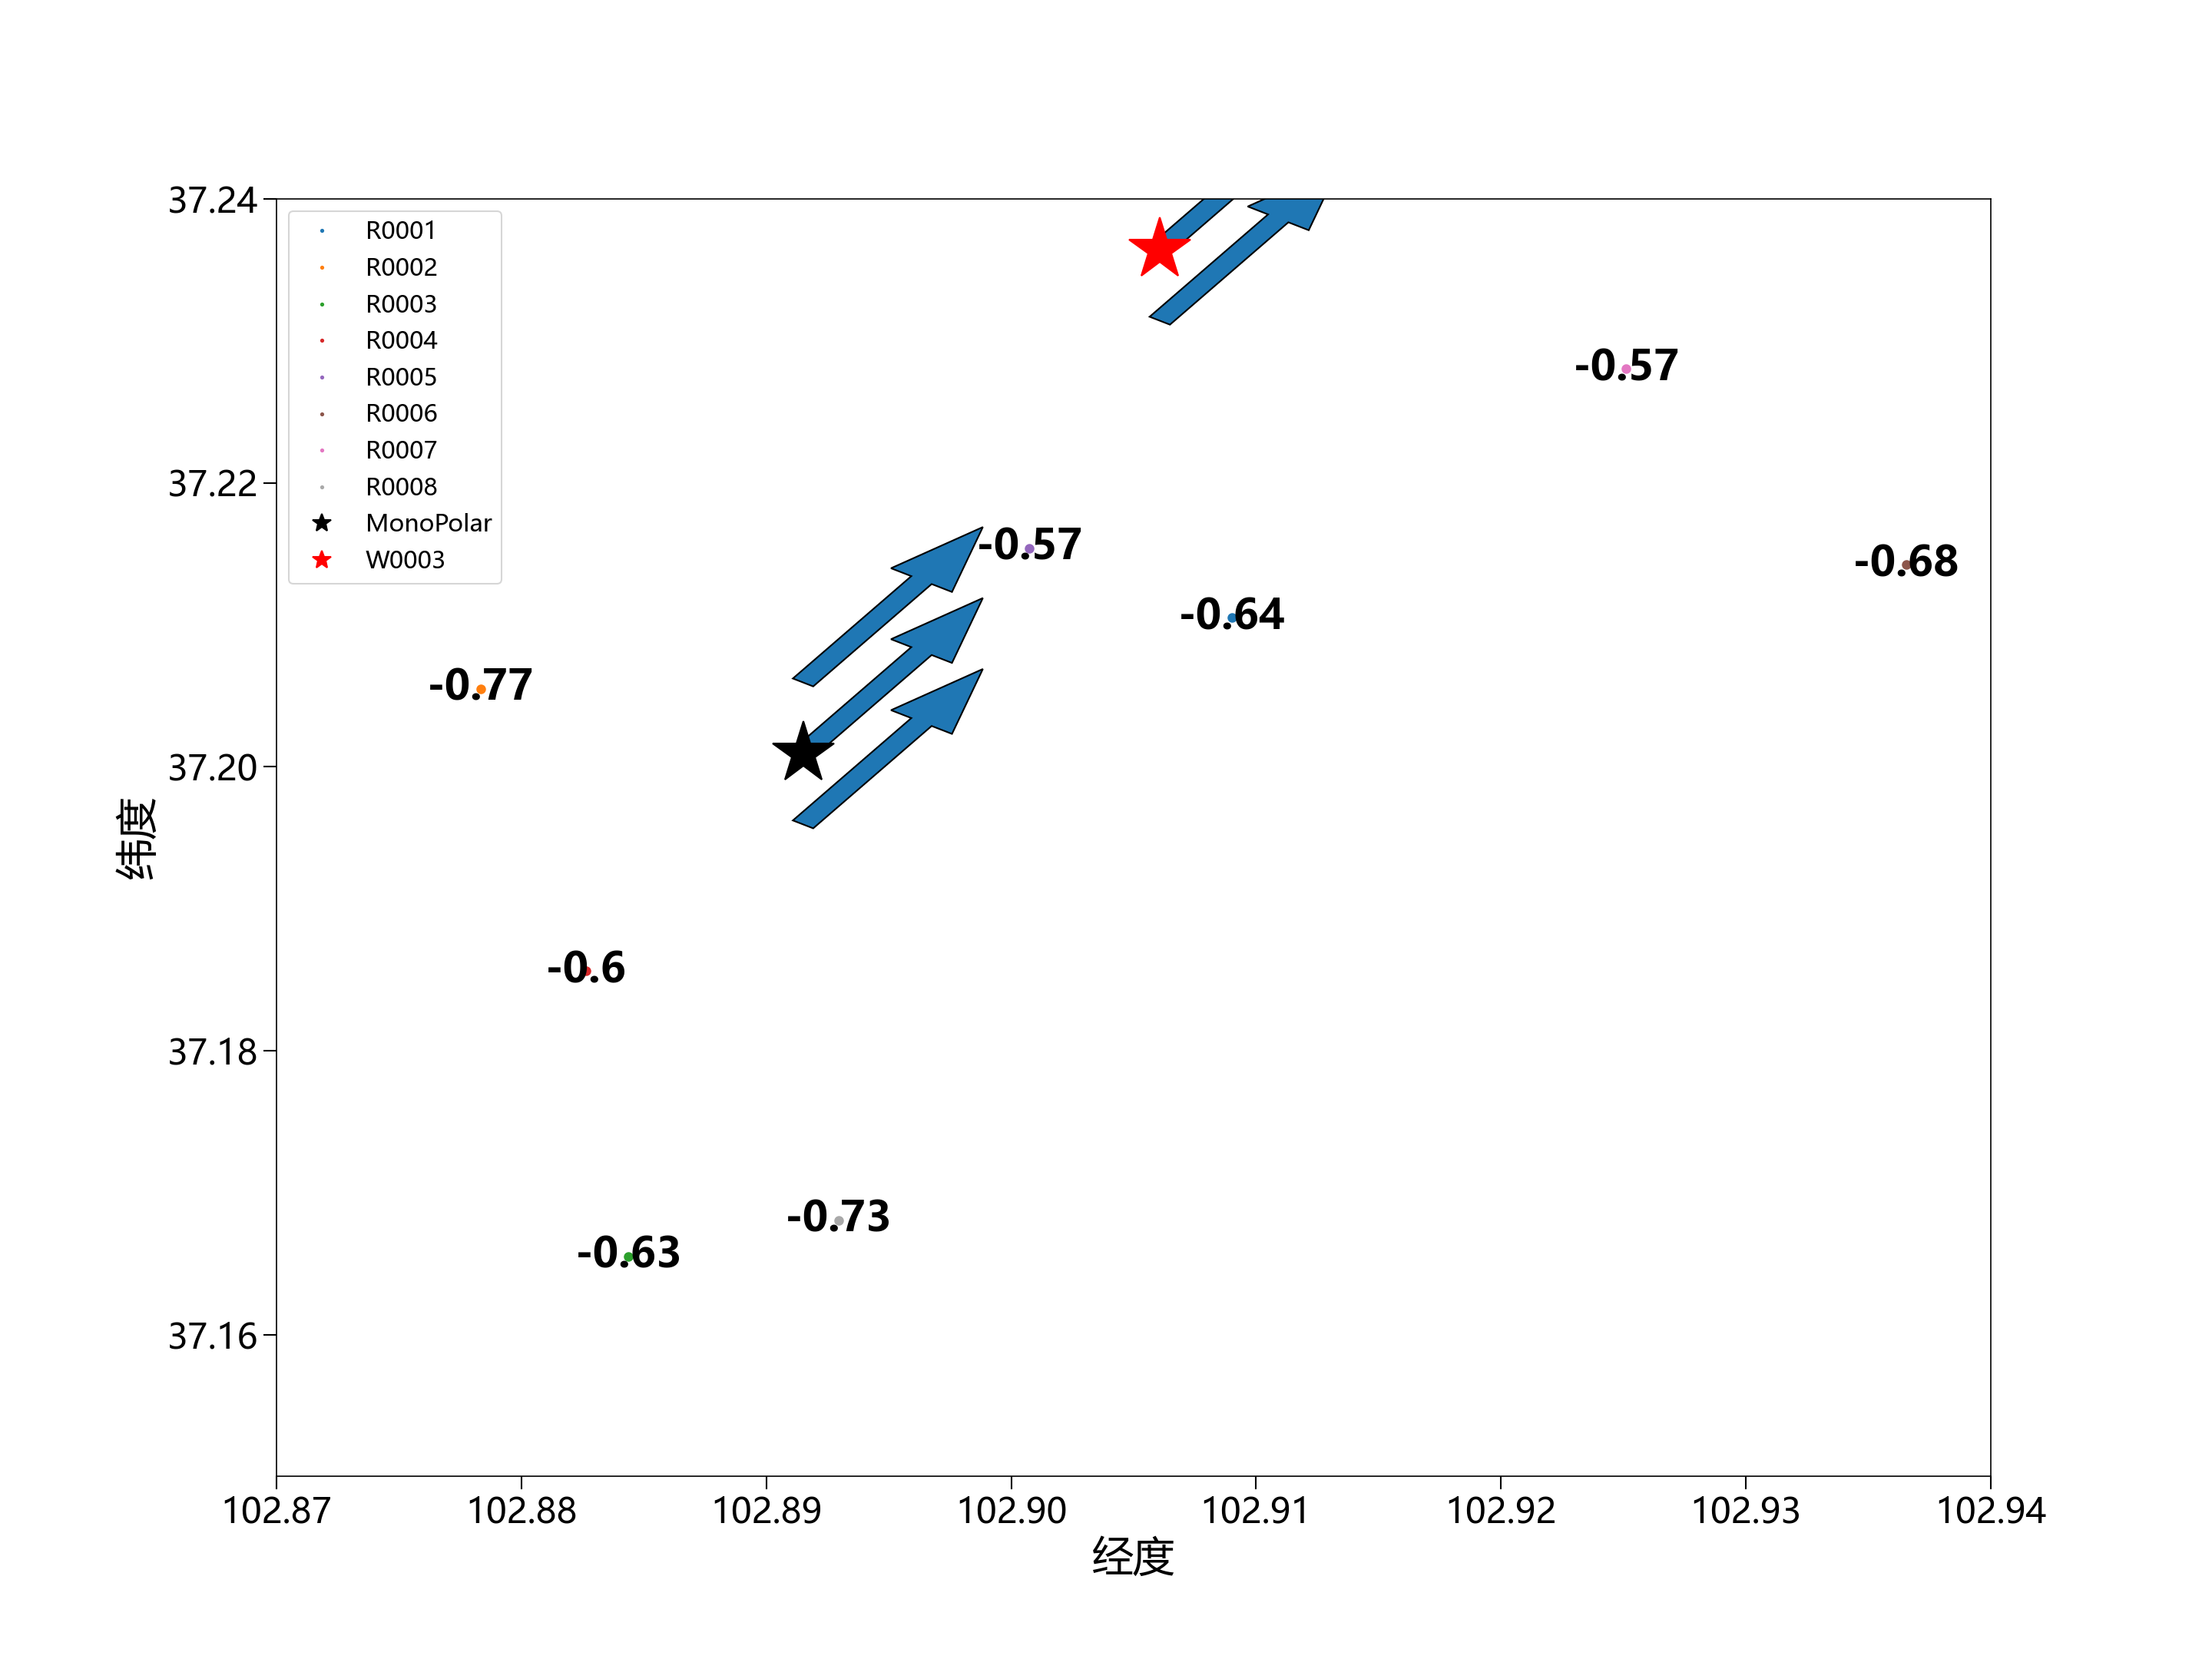 37.24
37.22
37.20
37.18
37.16
纬度
R0001
R0002
R0003
R0004
R0005
R0006
R0007
R0008
MonoPolar
W0003
-0.57
-0.57
-0.68
-0.64
-0.77
-0.6
-0.73
-0.63
102.87 102.88 102.89 102.90 102.91 102.92 102.93 102.94
经度